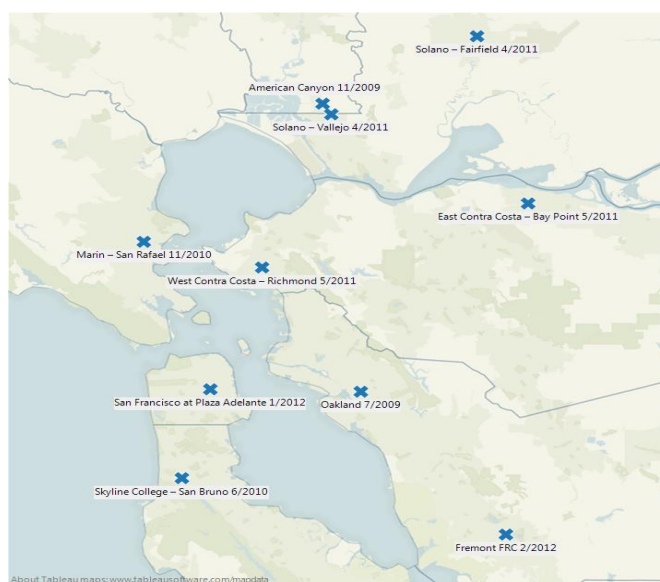 Solano – Fairfield 4/2011
American Canyon 11/2009
Solano – Vallejo 4/2011
East Contra Costa – Bay Point 5/2011
Marin – San Rafael 11/2010
West Contra Costa – Richmond 5/2011
San Francisco at Plaza Adelante 1/2012
Oakland 7/2009
Skyline College – San Bruno 6/2010
Fremont FRC 2/2012
About Tableau maps: www.tableausoftware.com/mapdata